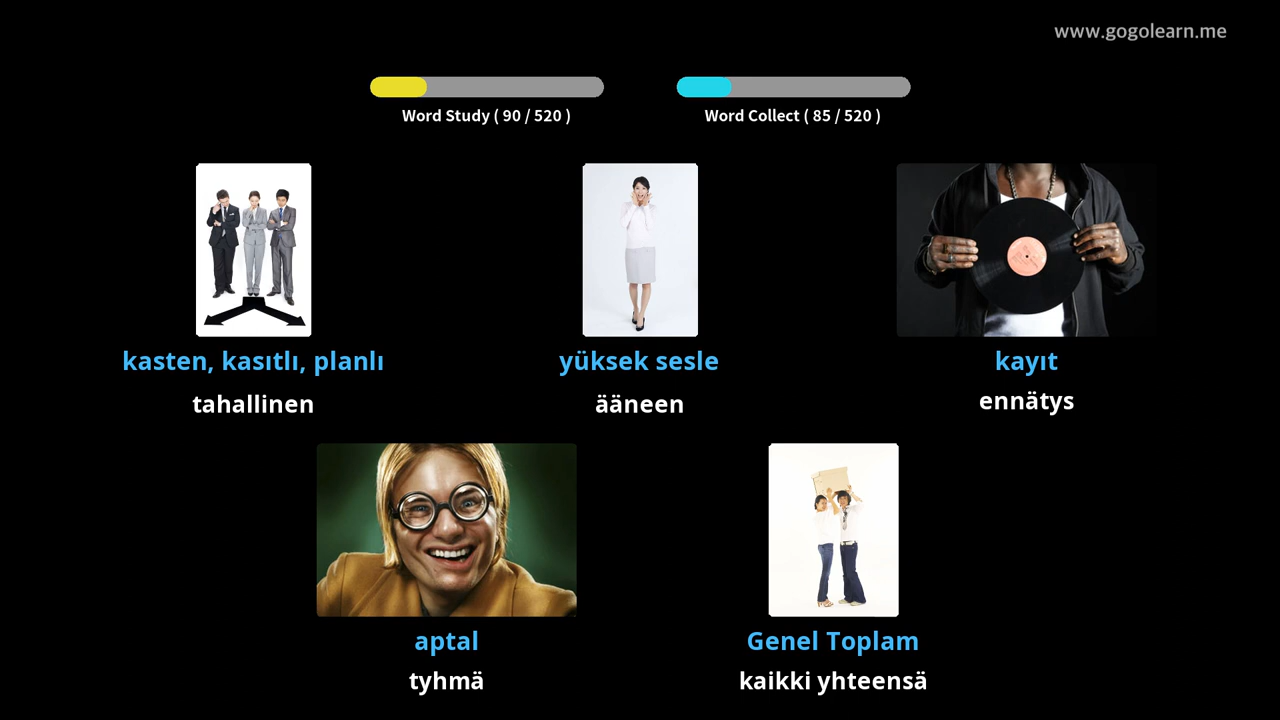 www.gogolearn.me
Word Study ( 90 / 520 )
Word Collect ( 85 / 520 )
kasten, kasıtlı, planlı
tahallinen
yüksek sesle
ääneen
kayıt
ennätys
aptal
tyhmä
Genel Toplam
kaikki yhteensä